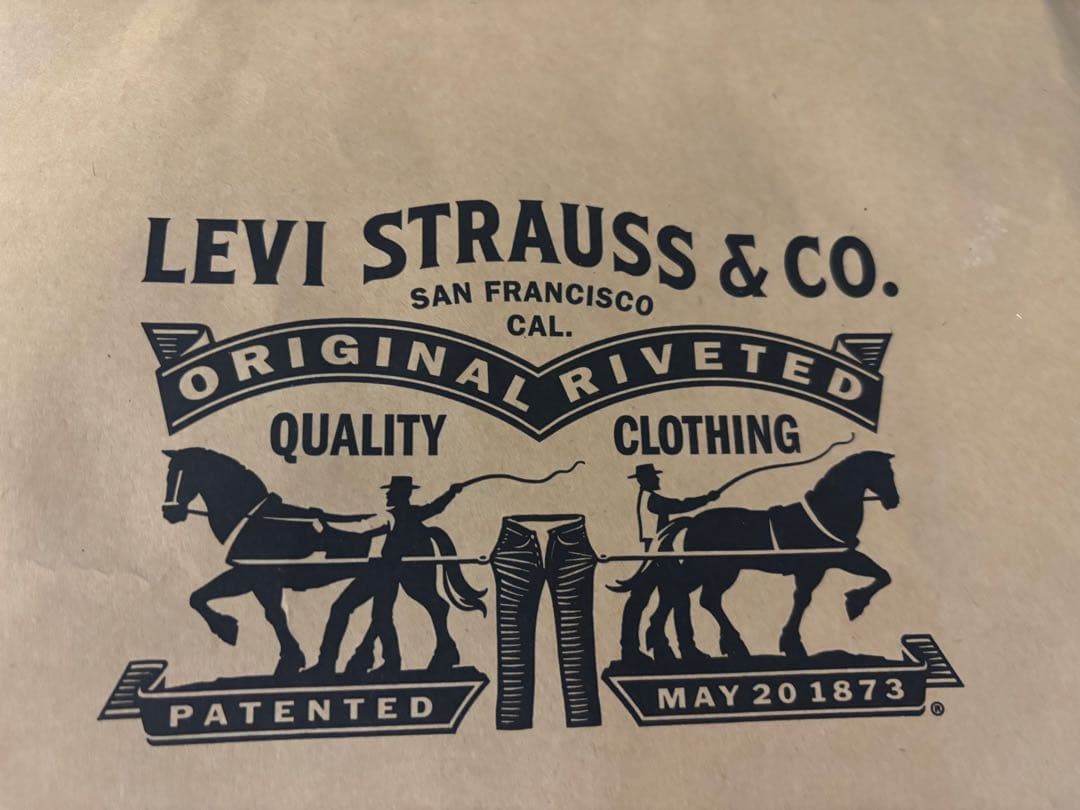 LEVI STRAUSS & CO.
SAN FRANCISCO
CAL.
ORIGINAL RIVETED
QUALITY CLOTHING
PATENTED MAY 20 1873 ®